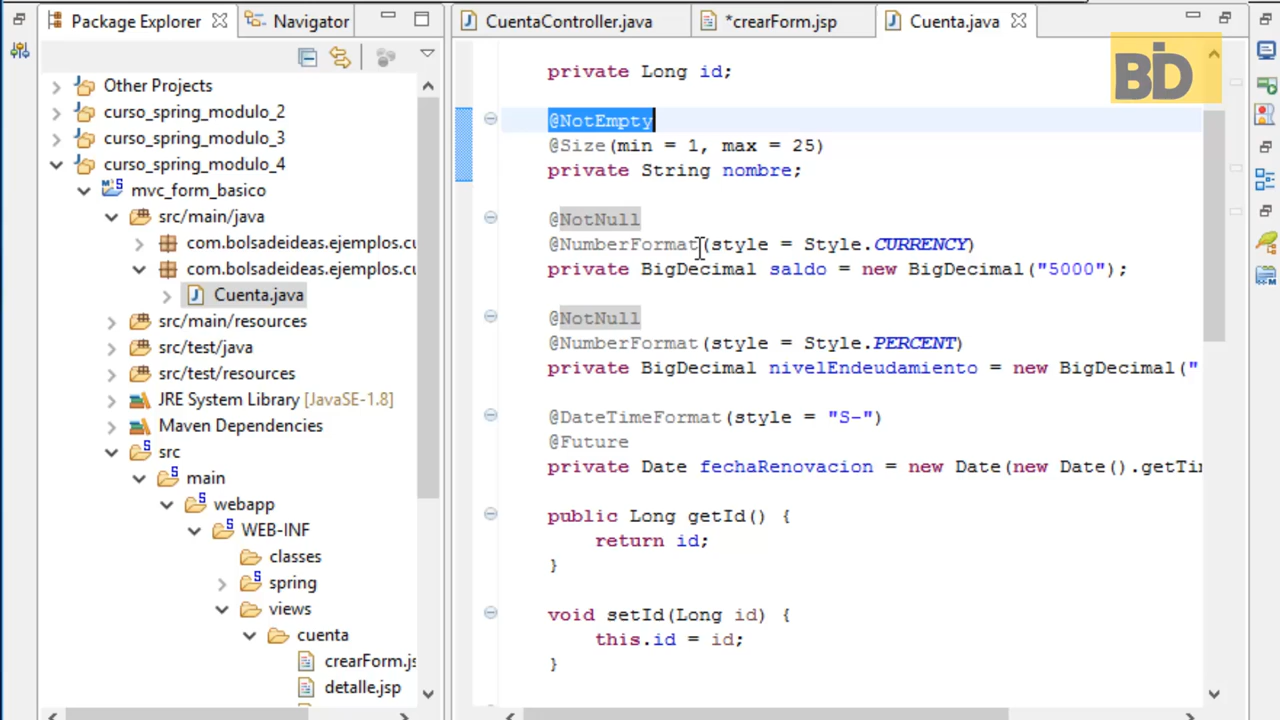 Package Explorer
Navigator
CuentaController.java
*crearForm.jsp
Cuenta.java
BD
Other Projects
curso_spring_modulo_2
curso_spring_modulo_3
curso_spring_modulo_4
mvc_form_basico
src/main/java
com.bolsadeideas.ejemplos.cu
com.bolsadeideas.ejemplos.cu
Cuenta.java
src/main/resources
src/test/java
src/test/resources
JRE System Library [JavaSE-1.8]
Maven Dependencies
src
main
webapp
WEB-INF
classes
spring
views
cuenta
crearForm.js
detalle.jsp
private Long id;
@NotEmpty
@Size(min = 1, max = 25)
private String nombre;
@NotNull
@NumberFormat(style = Style.CURRENCY)
private BigDecimal saldo = new BigDecimal("5000");
@NotNull
@NumberFormat(style = Style.PERCENT)
private BigDecimal nivelEndeudamiento = new BigDecimal("
@DateTimeFormat(style = "S-")
@Future
private Date fechaRenovacion = new Date(new Date().getTi
public Long getId() {
return id;
}
void setId(Long id) {
this.id = id;
}